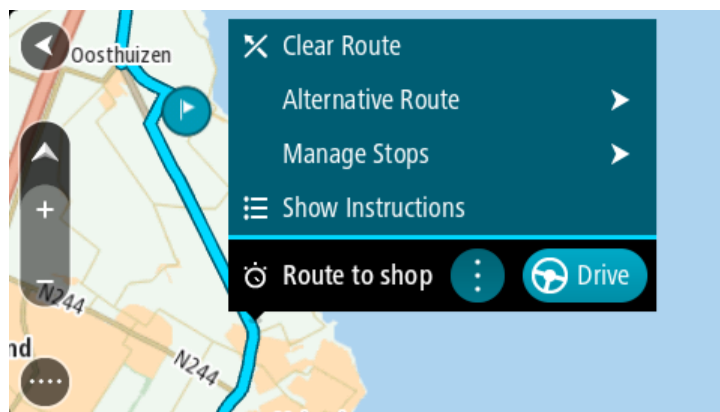 Oosthuizen
Clear Route
Alternative Route
Manage Stops
Show Instructions
Route to shop
Drive
N244
nd
N244